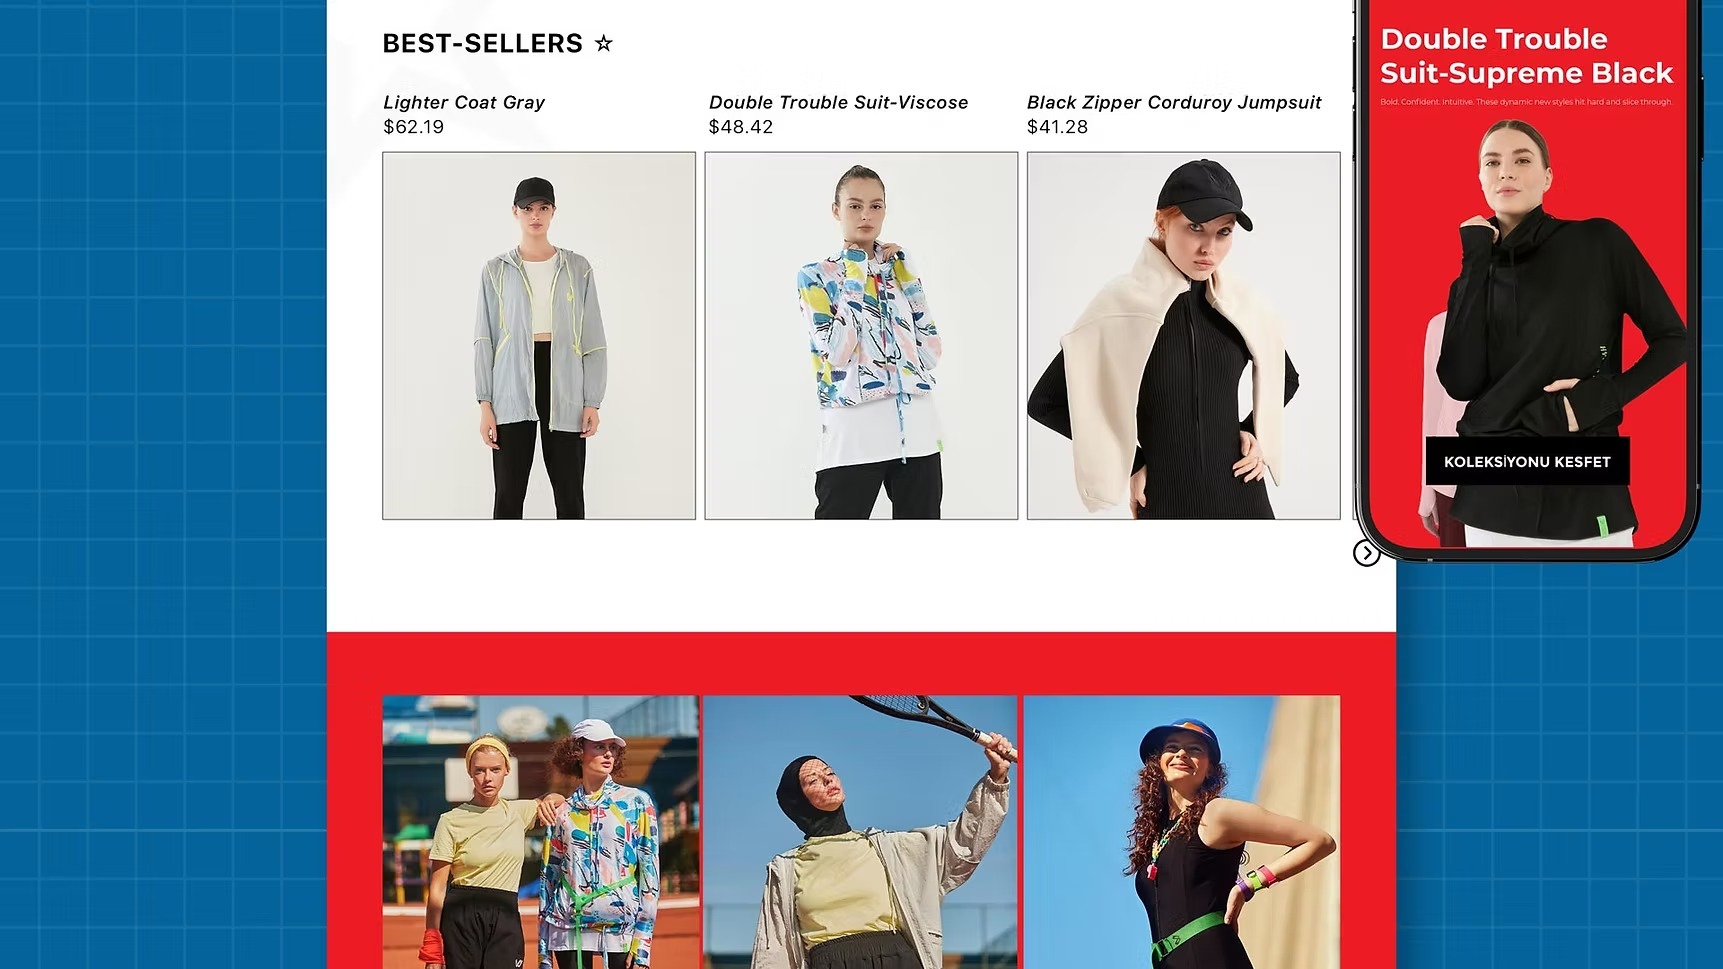 BEST-SELLERS ☆
Lighter Coat Gray
$62.19
Double Trouble Suit-Viscose
$48.42
Black Zipper Corduroy Jumpsuit
$41.28
Double Trouble
Suit-Supreme Black
Bold. Confident. Intuitive. These dynamic new styles hit hard and slice through.
KOLEKSİYONU KESFET